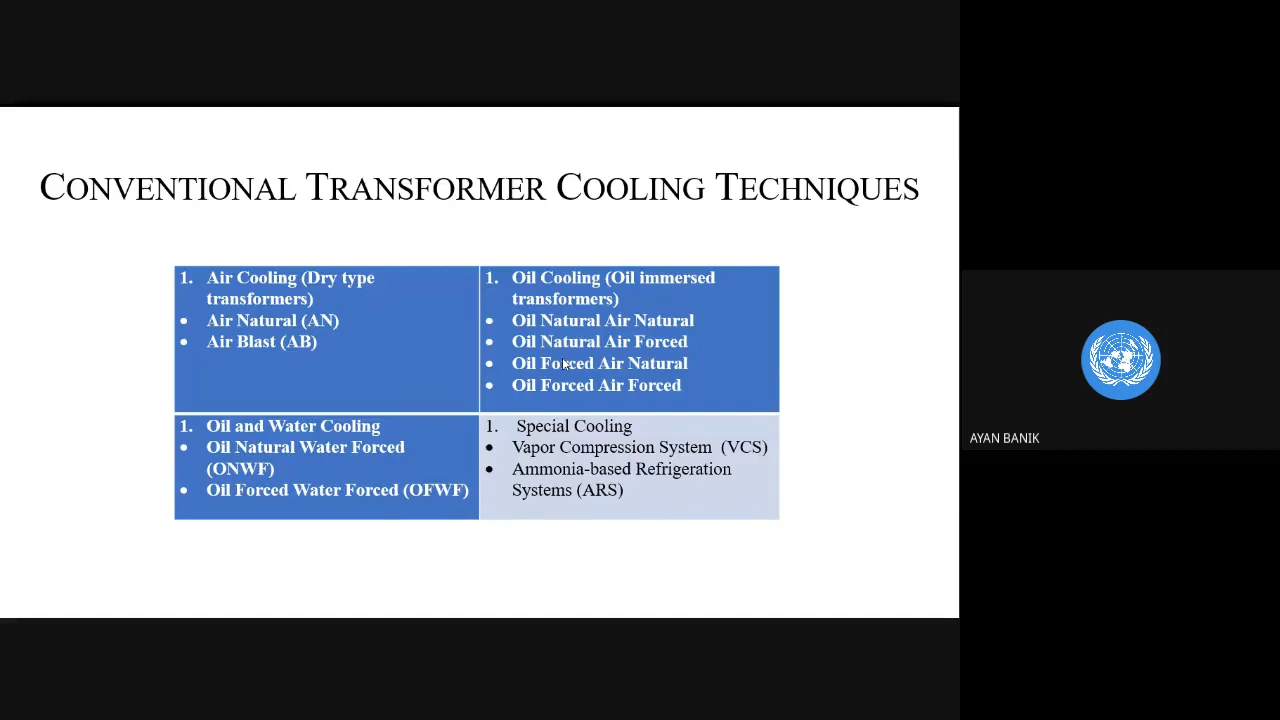 CONVENTIONAL TRANSFORMER COOLING TECHNIQUES
1. Air Cooling (Dry type
transformers)
• Air Natural (AN)
• Air Blast (AB)
1. Oil Cooling (Oil immersed
transformers)
• Oil Natural Air Natural
• Oil Natural Air Forced
• Oil Forced Air Natural
• Oil Forced Air Forced
1. Oil and Water Cooling
• Oil Natural Water Forced
(ONWF)
• Oil Forced Water Forced (OFWF)
1. Special Cooling
• Vapor Compression System (VCS)
• Ammonia-based Refrigeration
Systems (ARS)
AYAN BANIK